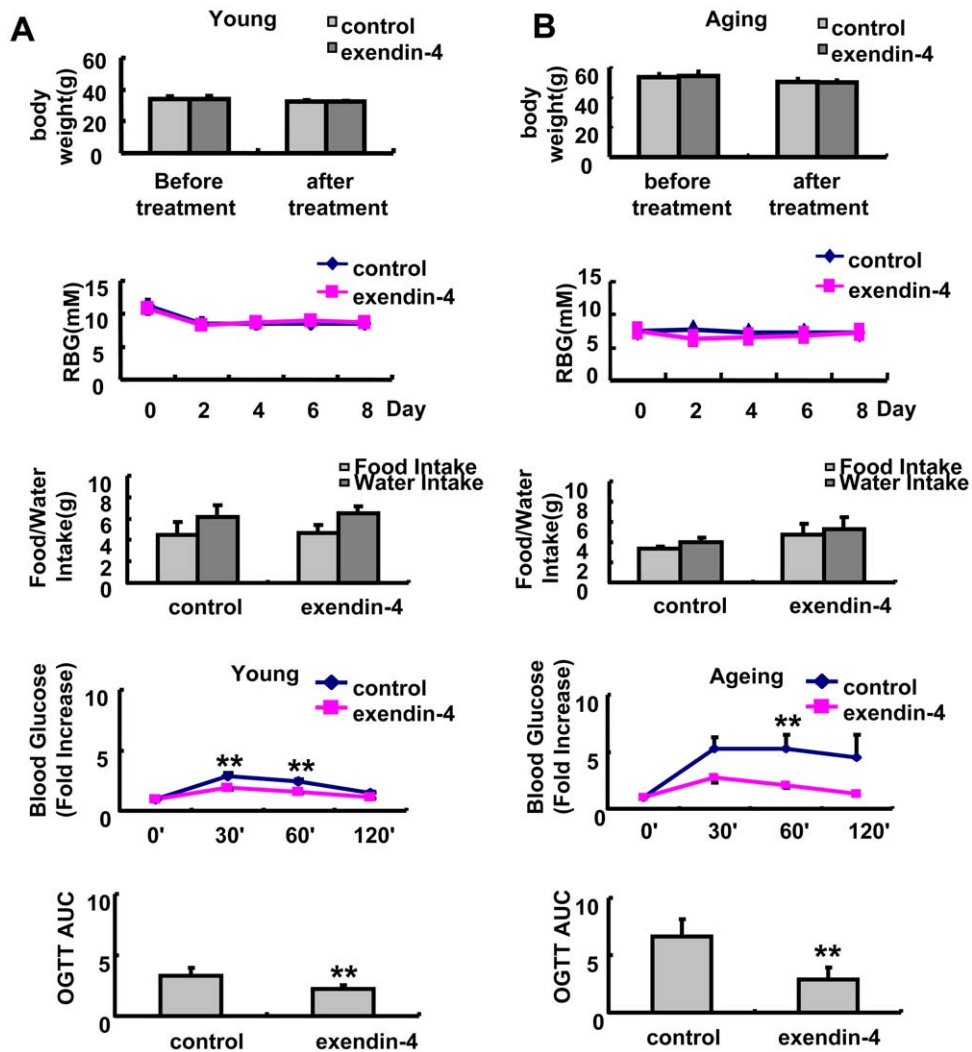 A
Young
control
exendin-4
body
weight(g)
60
40
20
0
Before
treatment
after
treatment
control
exendin-4
RBG(mM)
15
10
5
0
0 2 4 6 8 Day
Food Intake
Water Intake
Food/Water
Intake(g)
8
6
4
2
0
control exendin-4
Young
control
exendin-4
Blood Glucose
(Fold Increase)
10
5
0
** **
0' 30' 60' 120'
OGTT AUC
10
5
0
**
control exendin-4
B
Aging
control
exendin-4
body
weight(g)
60
40
20
0
before
treatment
after
treatment
control
exendin-4
RBG(mM)
15
10
5
0
0 2 4 6 8 Day
Food Intake
Water Intake
Food/Water
Intake(g)
10
8
6
4
2
0
control exendin-4
Ageing
control
exendin-4
Blood Glucose
(Fold Increase)
10
5
0
**
0' 30' 60' 120'
OGTT AUC
10
5
0
**
control exendin-4